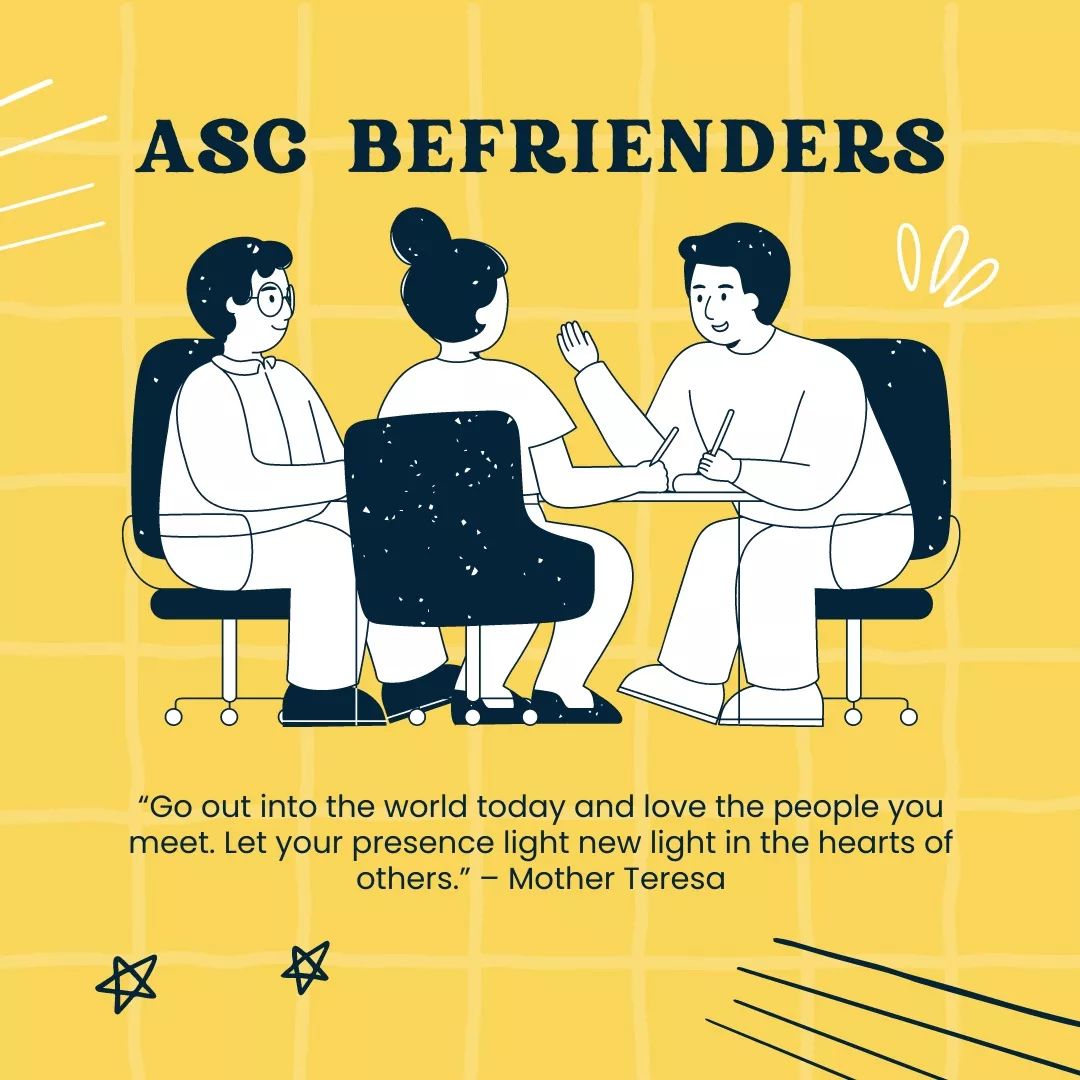 ASC BEFRIENDERS
“Go out into the world today and love the people you
meet. Let your presence light new light in the hearts of
others.” – Mother Teresa